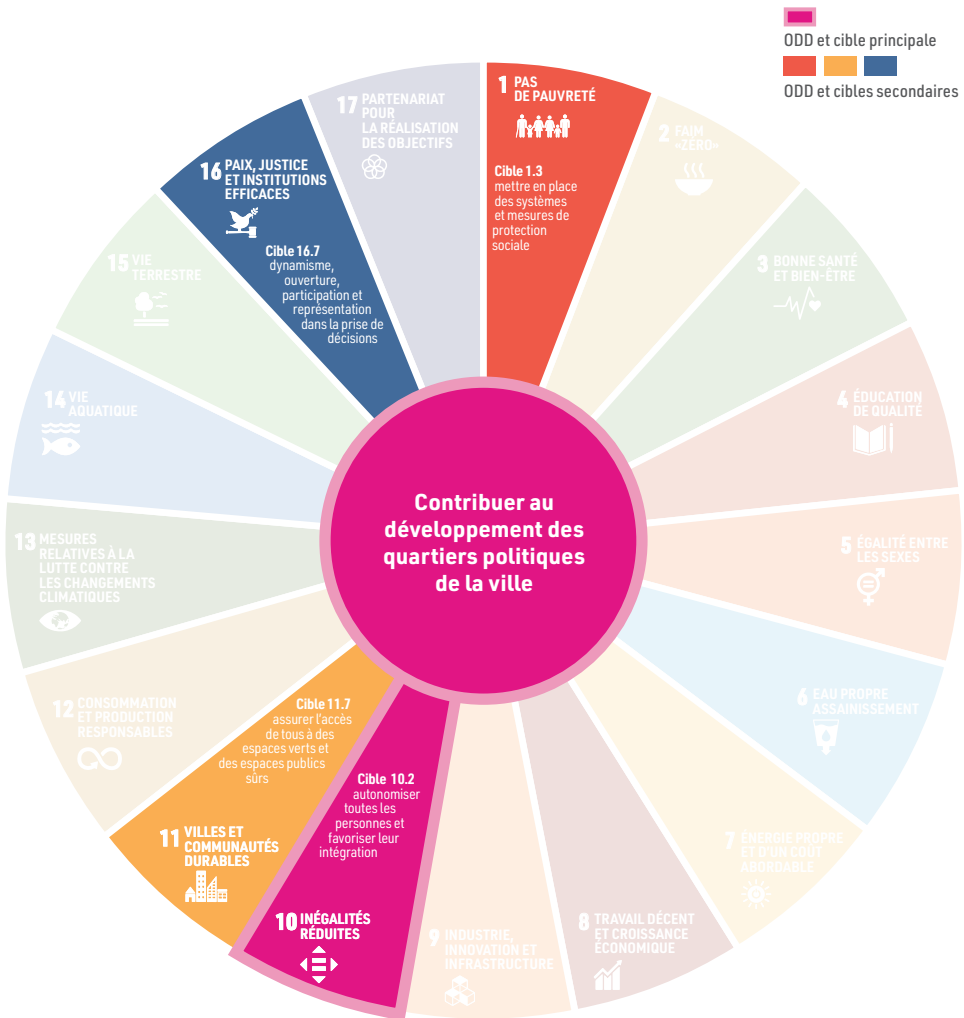 ODD et cible principale
ODD et cibles secondaires
1 PAS
DE PAUVRETÉ
Cible 1.3
mettre en place
des systèmes
et mesures de
protection
sociale
2 FAIM
«ZÉRO»
3 BONNE SANTÉ
ET BIEN-ÊTRE
4 ÉDUCATION
DE QUALITÉ
5 ÉGALITÉ ENTRE
LES SEXES
6 EAU PROPRE
ASSAINISSEMENT
7 ÉNERGIE PROPRE
ET D'UN COÛT
ABORDABLE
8 TRAVAIL DÉCENT
ET CROISSANCE
ÉCONOMIQUE
9 INDUSTRIE,
INNOVATION ET
INFRASTRUCTURE
Cible 10.2
autonomiser
toutes les
personnes et
favoriser leur
intégration
10 INÉGALITÉS
RÉDUITES
Cible 11.7
assurer l'accès
de tous à des
espaces verts et
des espaces publics
sûrs
11 VILLES ET
COMMUNAUTÉS
DURABLES
12 CONSOMMATION
ET PRODUCTION
RESPONSABLES
13 MESURES
RELATIVES À LA
LUTTE CONTRE
LES CHANGEMENTS
CLIMATIQUES
14 VIE
AQUATIQUE
15 VIE
TERRESTRE
16 PAIX, JUSTICE
ET INSTITUTIONS
EFFICACES
Cible 16.7
dynamisme,
ouverture,
participation et
représentation
dans la prise de
décisions
17 PARTENARIAT
POUR
LA RÉALISATION
DES OBJECTIFS
Contribuer au
développement des
quartiers politiques
de la ville